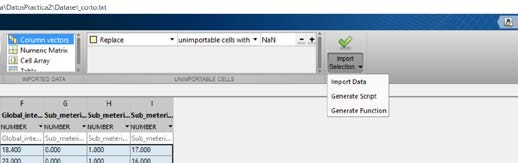 a\DatosPractica2\Dataset_corto.txt
Column vectors
Numeric Matrix
Cell Array
Table
IMPORTED DATA
Replace unimportable cells with NaN
UNIMPORTABLE CELLS
Import
Selection
Import Data
Generate Script
Generate Function
F G H I
Global_inte... Sub_meteri... Sub_meteri... Sub_meteri...
NUMBER NUMBER NUMBER NUMBER
Global_inte... Sub_meteri... Sub_meteri... Sub_meteri...
18.400 0.000 1.000 17.000
23.000 0.000 1.000 16.000